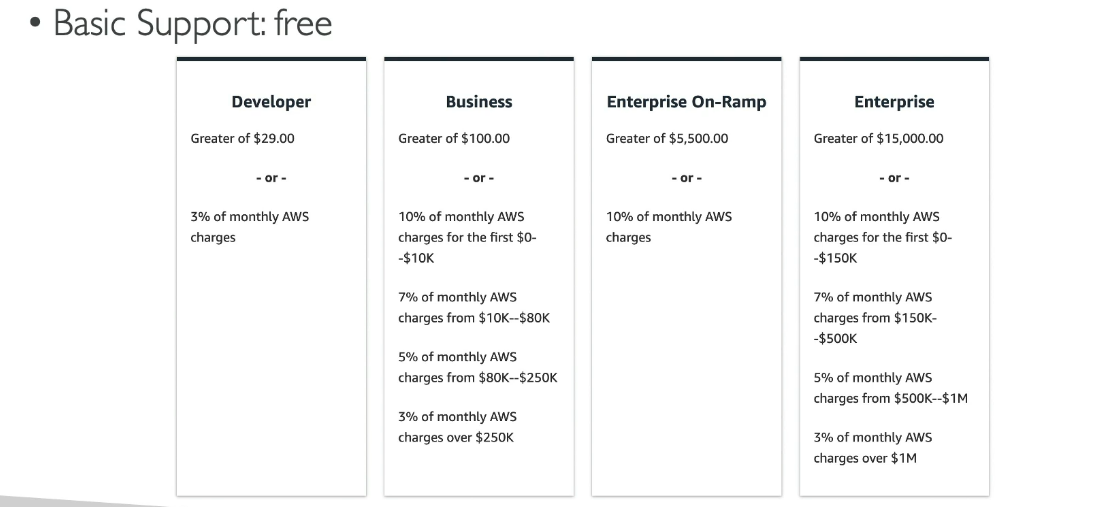 • Basic Support: free
Developer
Greater of $29.00
- or -
3% of monthly AWS
charges
Business
Greater of $100.00
- or -
10% of monthly AWS
charges for the first $0-
-$10K
7% of monthly AWS
charges from $10K--$80K
5% of monthly AWS
charges from $80K--$250K
3% of monthly AWS
charges over $250K
Enterprise On-Ramp
Greater of $5,500.00
- or -
10% of monthly AWS
charges
Enterprise
Greater of $15,000.00
- or -
10% of monthly AWS
charges for the first $0-
-$150K
7% of monthly AWS
charges from $150K-
-$500K
5% of monthly AWS
charges from $500K--$1M
3% of monthly AWS
charges over $1M